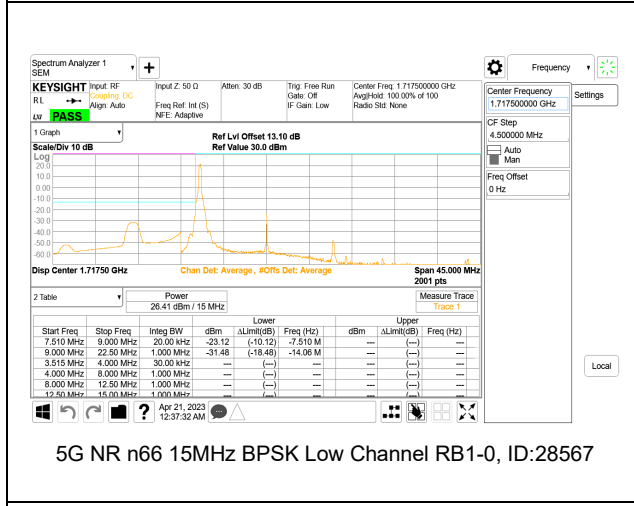 Spectrum Analyzer 1
SEM
Frequency
KEYSIGHT Input: RF Input Z: 50 Ω Atten: 30 dB Trig: Free Run Center Freq: 1.717500000 GHz
Coupling: DC Gate: Off Avg|Hold: 100.00% of 100
R L Align: Auto Freq Ref: Int (S) IF Gain: Low Radio Std: None
LXI PASS NFE: Adaptive
Center Frequency
1.717500000 GHz
Settings
CF Step
4.500000 MHz
Auto
Man
Freq Offset
0 Hz
1 Graph
Ref Lvl Offset 13.10 dB
Scale/Div 10 dB Ref Value 30.0 dBm
Log
20.0
10.0
0.00
-10.0
-20.0
-30.0
-40.0
-50.0
-60.0
Disp Center 1.71750 GHz Chan Det: Average, #Offs Det: Average Span 45.000 MHz
2001 pts
2 Table
Power
26.41 dBm / 15 MHz
Measure Trace
Trace 1
Lower Upper
Start Freq Stop Freq Integ BW dBm ΔLimit(dB) Freq (Hz) dBm ΔLimit(dB) Freq (Hz)
7.510 MHz 9.000 MHz 20.00 kHz -23.12 (-10.12) -7.510 M --- (---) ---
9.000 MHz 22.50 MHz 1.000 MHz -31.48 (-18.48) -14.06 M --- (---) ---
3.515 MHz 4.000 MHz 30.00 kHz --- (---) --- --- (---) ---
4.000 MHz 8.000 MHz 1.000 MHz --- (---) --- --- (---) ---
8.000 MHz 12.50 MHz 1.000 MHz --- (---) --- --- (---) ---
12.50 MHz 15.00 MHz 1.000 MHz --- (---) --- --- (---) ---
Local
Apr 21, 2023
12:37:32 AM
5G NR n66 15MHz BPSK Low Channel RB1-0, ID:28567